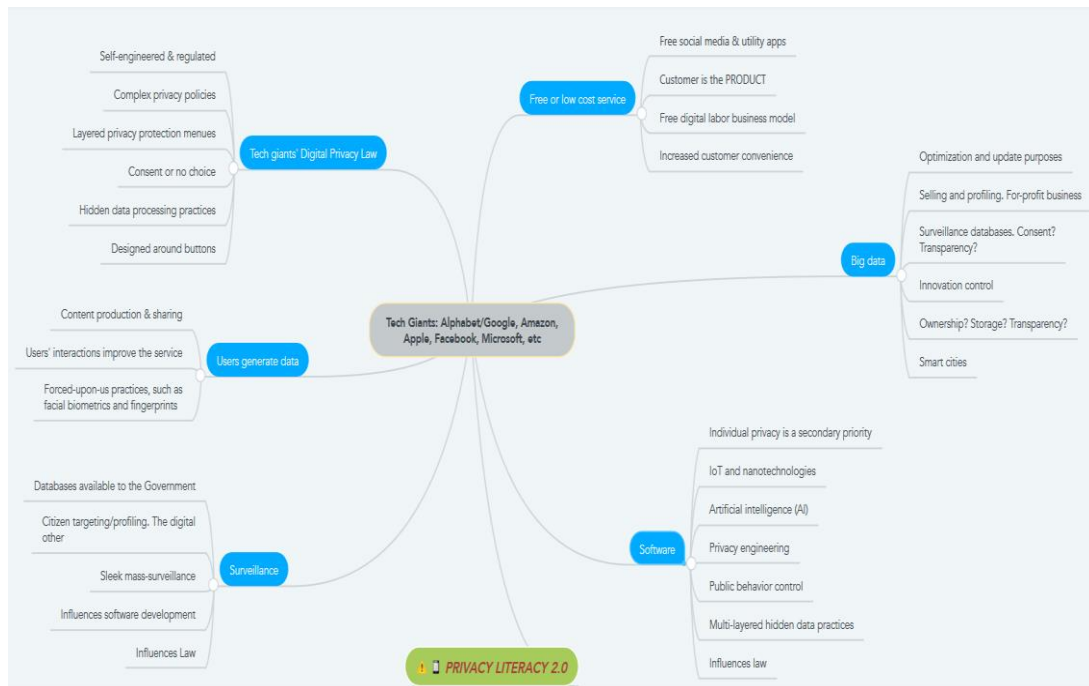 Self-engineered & regulated
Complex privacy policies
Layered privacy protection menues
Consent or no choice
Hidden data processing practices
Designed around buttons
Tech giants' Digital Privacy Law
Content production & sharing
Users' interactions improve the service
Forced-upon-us practices, such as
facial biometrics and fingerprints
Users generate data
Databases available to the Government
Citizen targeting/profiling. The digital
other
Sleek mass-surveillance
Influences software development
Influences Law
Surveillance
Tech Giants: Alphabet/Google, Amazon,
Apple, Facebook, Microsoft, etc
PRIVACY LITERACY 2.0
Free or low cost service
Free social media & utility apps
Customer is the PRODUCT
Free digital labor business model
Increased customer convenience
Big data
Optimization and update purposes
Selling and profiling. For-profit business
Surveillance databases. Consent?
Transparency?
Innovation control
Ownership? Storage? Transparency?
Smart cities
Software
Individual privacy is a secondary priority
IoT and nanotechnologies
Artificial intelligence (AI)
Privacy engineering
Public behavior control
Multi-layered hidden data practices
Influences law